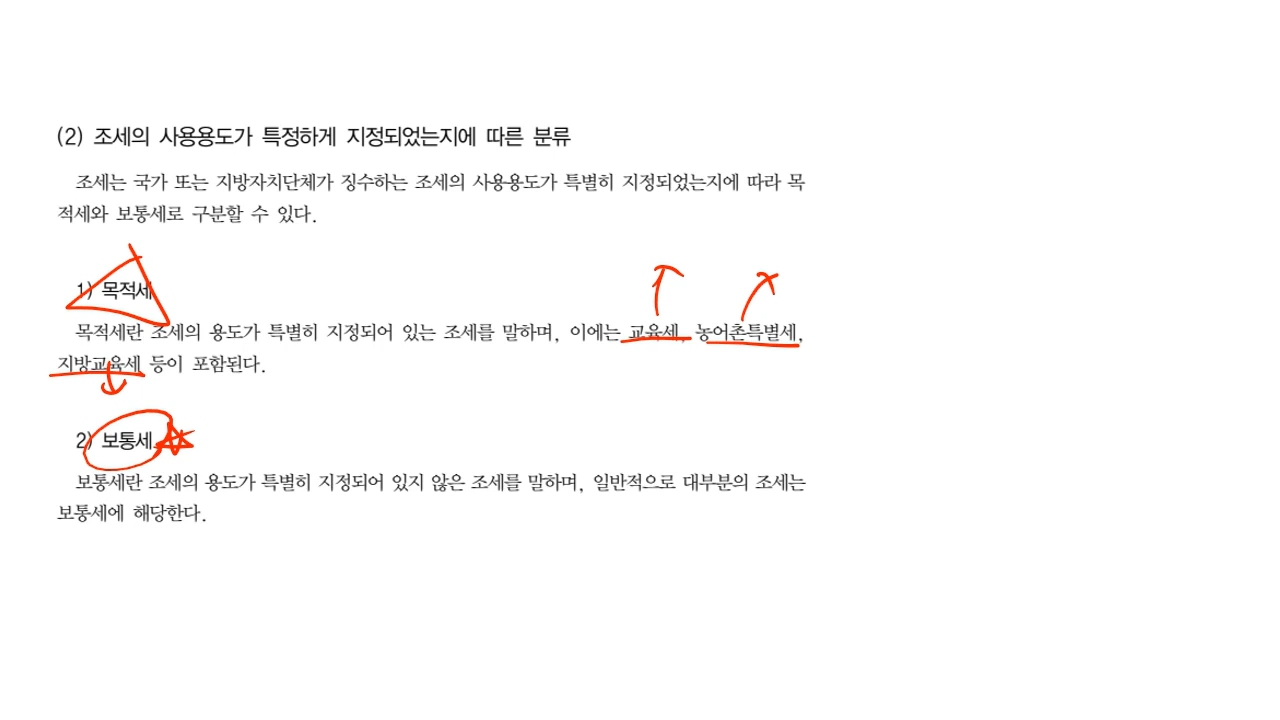 (2) 조세의 사용용도가 특정하게 지정되었는지에 따른 분류
조세는 국가 또는 지방자치단체가 징수하는 조세의 사용용도가 특별히 지정되었는지에 따라 목
적세와 보통세로 구분할 수 있다.
1) 목적세
목적세란 조세의 용도가 특별히 지정되어 있는 조세를 말하며, 이에는 교육세, 농어촌특별세,
지방교육세 등이 포함된다.
2) 보통세
보통세란 조세의 용도가 특별히 지정되어 있지 않은 조세를 말하며, 일반적으로 대부분의 조세는
보통세에 해당한다.